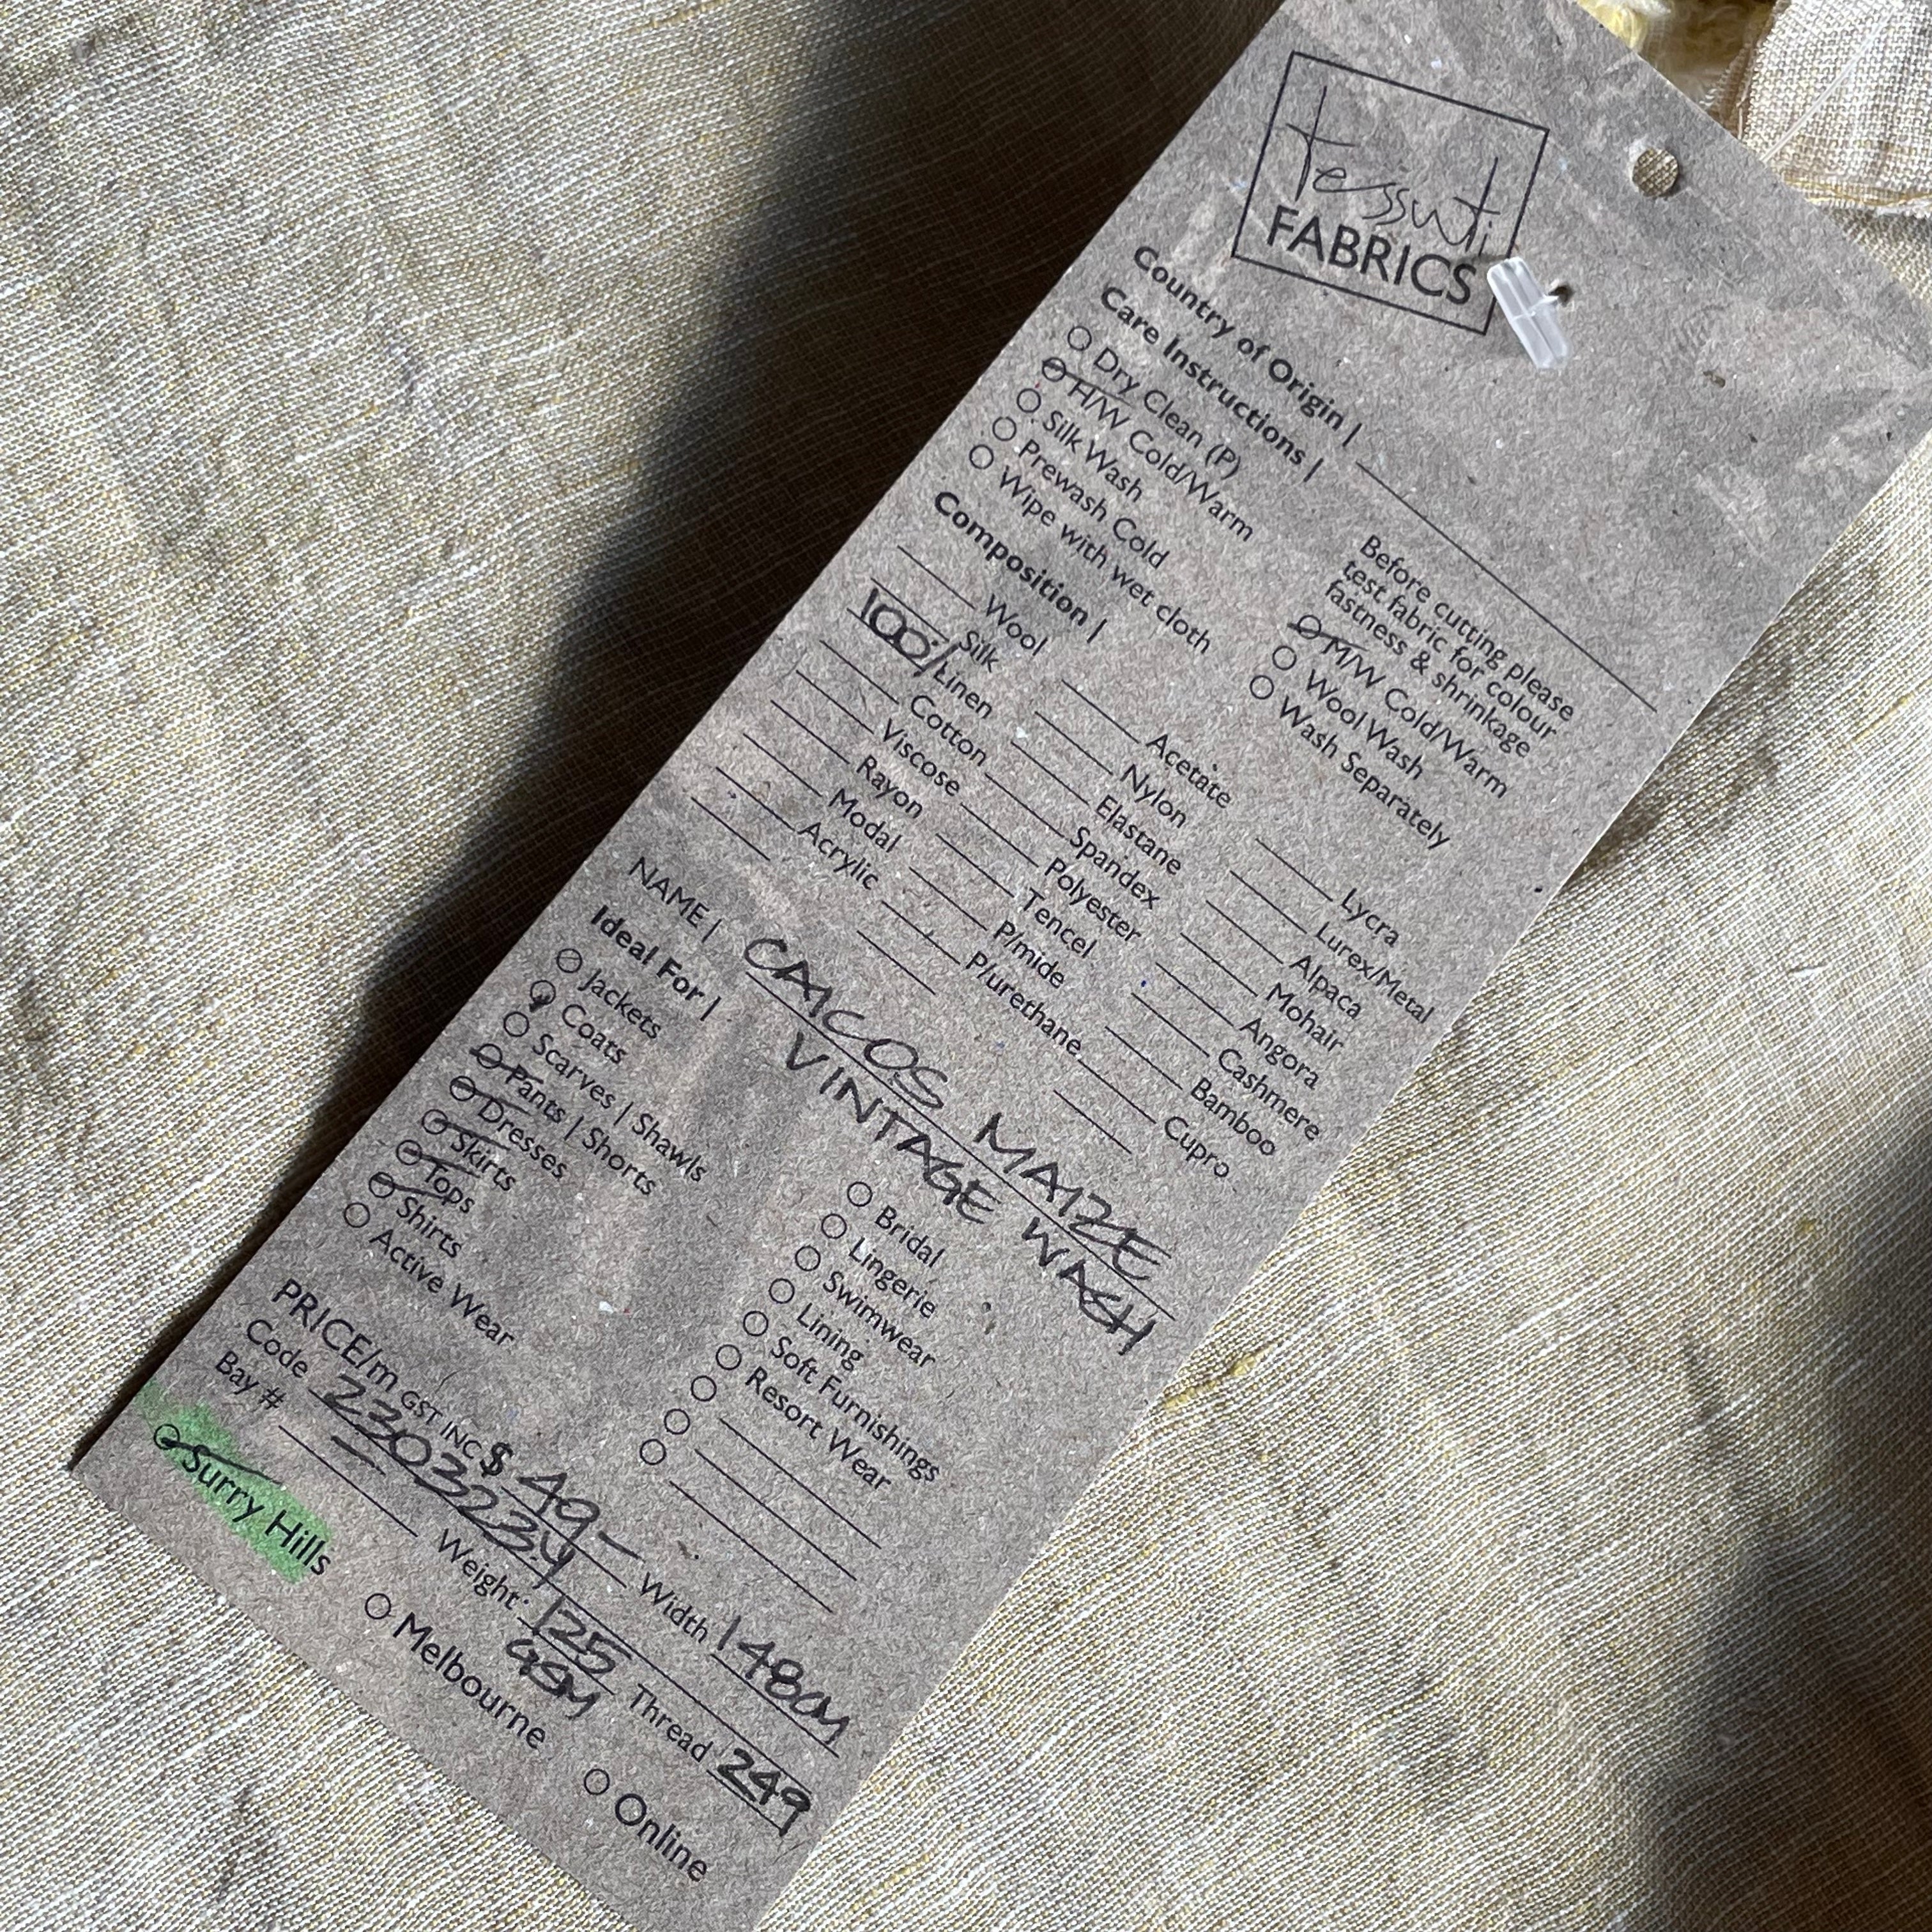 tessuti
FABRICS
Country of Origin |
Care Instructions |
Before cutting please
test fabric for colour
fastness & shrinkage
Dry Clean (P)
H/W Cold/Warm
Silk Wash
Prewash Cold
Wipe with wet cloth
M/W Cold/Warm
Wool Wash
Wash Separately
Composition |
Wool
Silk
100% Linen
Cotton
Viscose
Rayon
Modal
Acrylic
Acetate
Nylon
Elastane
Spandex
Polyester
Tencel
P/mide
P/urethane
Lycra
Lurex/Metal
Alpaca
Mohair
Angora
Cashmere
Bamboo
Cupro
NAME | CAICOS MAIZE
VINTAGE WASH
Ideal For |
Jackets
Coats
Scarves | Shawls
Pants | Shorts
Dresses
Skirts
Tops
Shirts
Active Wear
Bridal
Lingerie
Swimwear
Lining
Soft Furnishings
Resort Wear
PRICE/m GST INC $ 49- Width 148CM
Code 23032234
Bay # Weight 125 GSM Thread 249
Surry Hills Melbourne Online